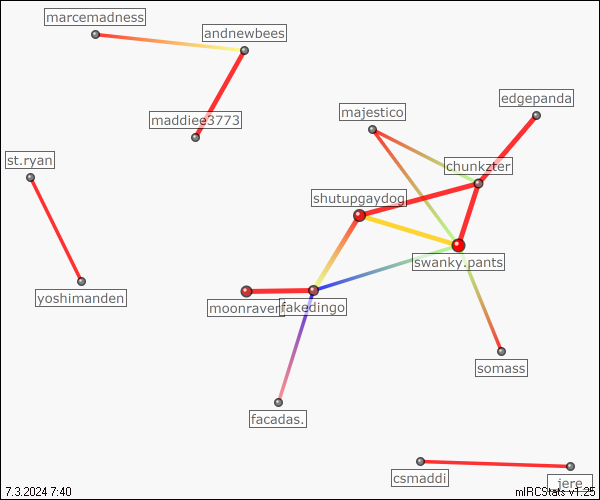 marcemadness
andnewbees
edgepanda
majestico
maddiee3773
st.ryan
chunkzter
shutupgaydog
swanky.pants
yoshimanden
moonraven
fakedingo
somass
facadas.
csmaddi
jere
7.3.2024 7:40
mIRCStats v1.25